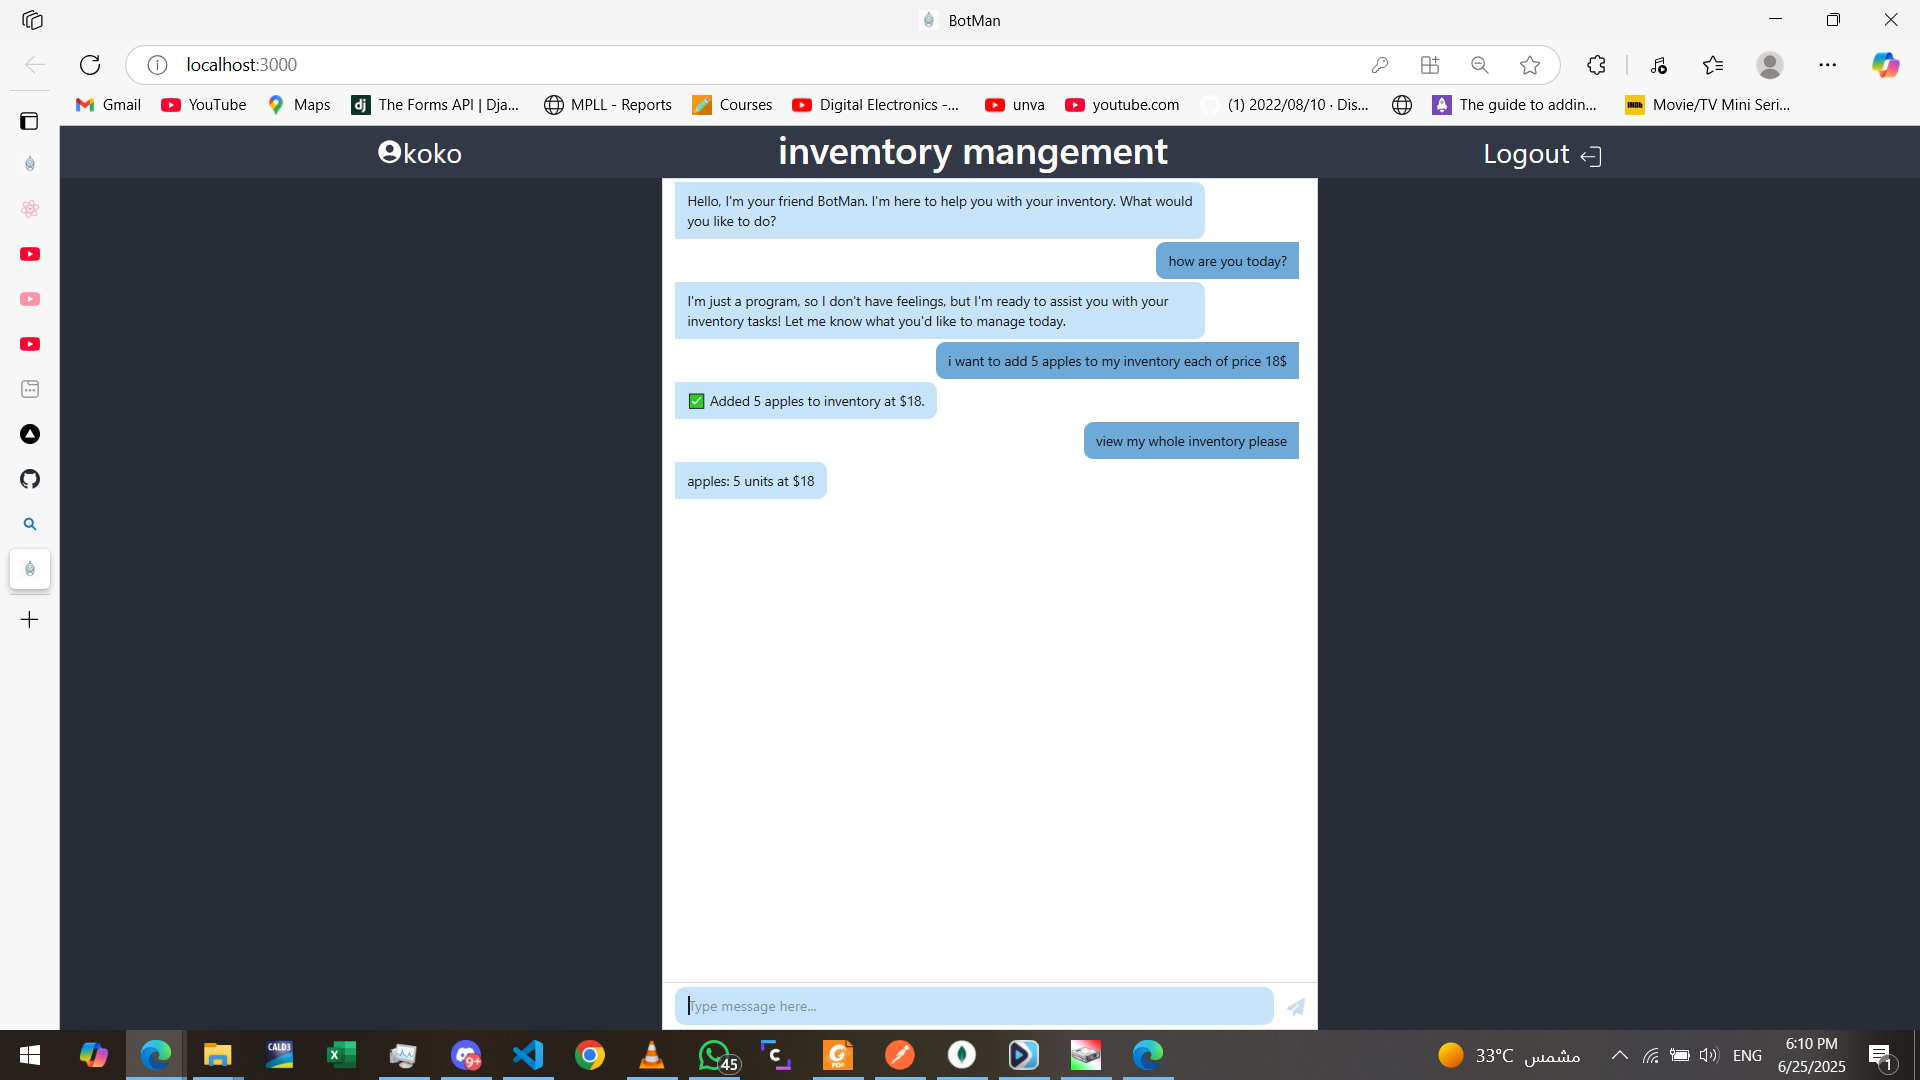 BotMan
localhost:3000
Gmail
YouTube
Maps
dj
The Forms API | Dja...
MPLL - Reports
Courses
Digital Electronics -...
unva
youtube.com
(1) 2022/08/10 · Dis...
The guide to addin...
IMDb
Movie/TV Mini Seri...
koko
invemtory mangement
Logout
Hello, I'm your friend BotMan. I'm here to help you with your inventory. What would
you like to do?
how are you today?
I'm just a program, so I don't have feelings, but I'm ready to assist you with your
inventory tasks! Let me know what you'd like to manage today.
i want to add 5 apples to my inventory each of price 18$
✅ Added 5 apples to inventory at $18.
view my whole inventory please
apples: 5 units at $18
Type message here...
CALD3
9+
45
C
PDF
33°C مشمس
ENG
6:10 PM
6/25/2025
1